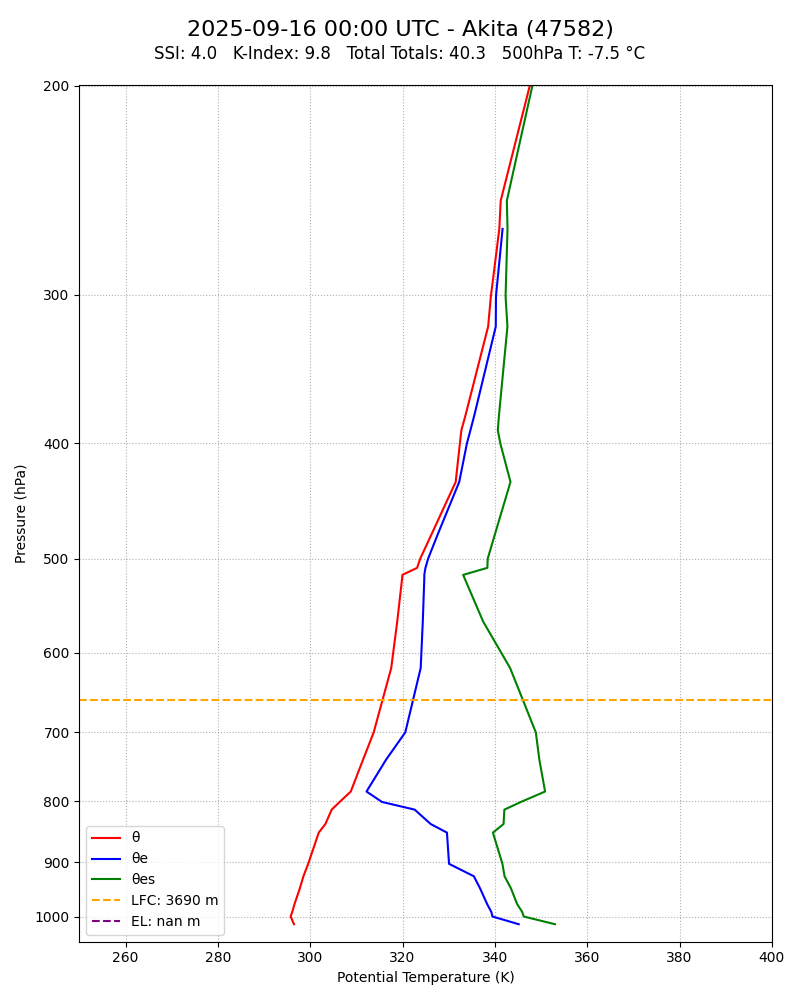 2025-09-16 00:00 UTC - Akita (47582)
SSI: 4.0   K-Index: 9.8   Total Totals: 40.3   500hPa T: -7.5 °C
200
300
400
500
600
700
800
900
1000
Pressure (hPa)
θ
θe
θes
LFC: 3690 m
EL: nan m
260 280 300 320 340 360 380 400
Potential Temperature (K)